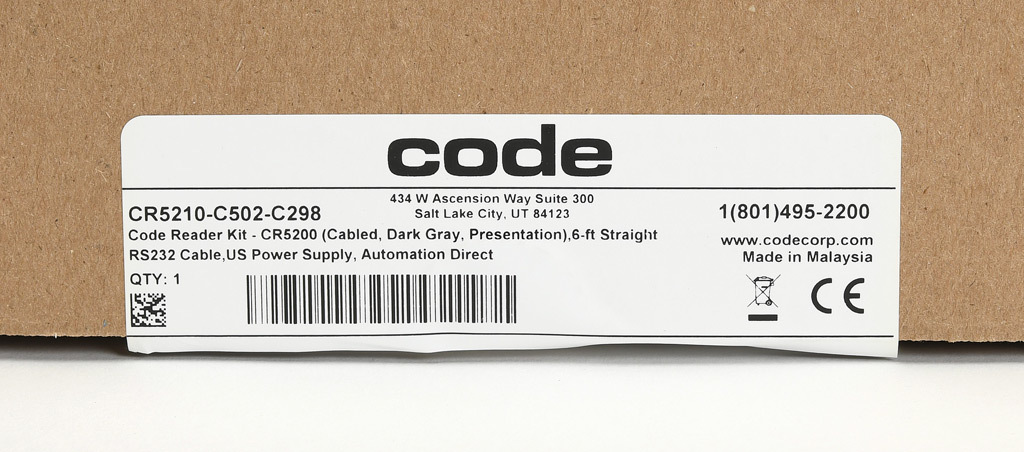 code
434 W Ascension Way Suite 300
Salt Lake City, UT 84123
CR5210-C502-C298
1(801)495-2200
Code Reader Kit - CR5200 (Cabled, Dark Gray, Presentation),6-ft Straight
RS232 Cable,US Power Supply, Automation Direct
www.codecorp.com
Made in Malaysia
QTY: 1
CE